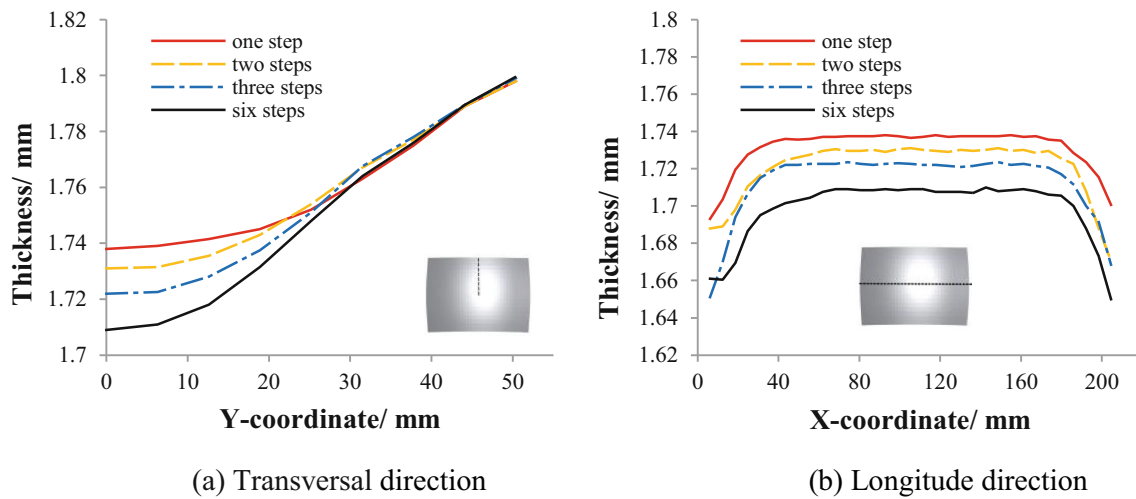 1.82
1.8
1.78
1.76
1.74
1.72
1.7
Thickness/ mm
one step
two steps
three steps
six steps
0 10 20 30 40 50
Y-coordinate/ mm
(a) Transversal direction
1.8
1.78
1.76
1.74
1.72
1.7
1.68
1.66
1.64
1.62
Thickness/ mm
one step
two steps
three steps
six steps
0 40 80 120 160 200
X-coordinate/ mm
(b) Longitude direction